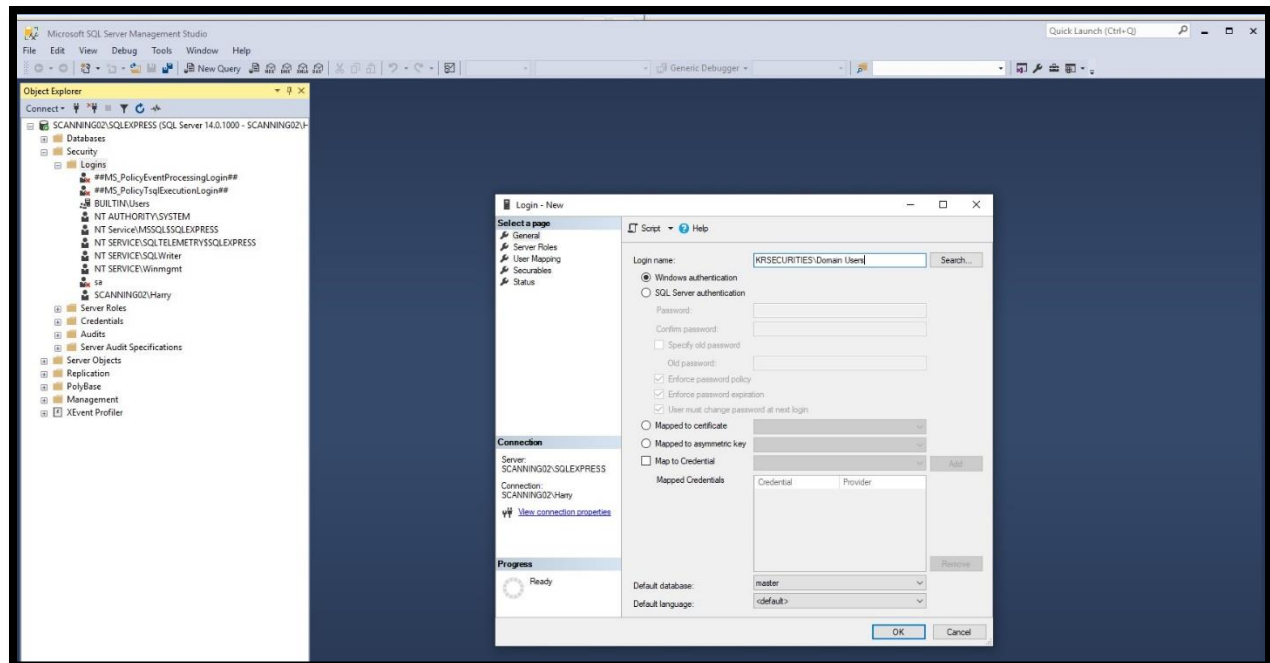 Microsoft SQL Server Management Studio
Quick Launch (Ctrl+Q)
File Edit View Debug Tools Window Help
New Query
Generic Debugger
Object Explorer
Connect
SCANNING02\SQLEXPRESS (SQL Server 14.0.1000 - SCANNING02\H
Databases
Security
Logins
##MS_PolicyEventProcessingLogin##
##MS_PolicyTsqlExecutionLogin##
BUILTIN\Users
NT AUTHORITY\SYSTEM
NT Service\MSSQL$SQLEXPRESS
NT SERVICE\SQLTELEMETRY$SQLEXPRESS
NT SERVICE\SQLWriter
NT SERVICE\Winmgmt
sa
SCANNING02\Harry
Server Roles
Credentials
Audits
Server Audit Specifications
Server Objects
Replication
PolyBase
Management
XEvent Profiler
Login - New
Select a page
General
Server Roles
User Mapping
Securables
Status
Connection
Server:
SCANNING02\SQLEXPRESS
Connection:
SCANNING02\Harry
View connection properties
Progress
Ready
Script Help
Login name: KRSECURITIES\Domain Users Search...
Windows authentication
SQL Server authentication
Password:
Confirm password:
Specify old password
Old password:
Enforce password policy
Enforce password expiration
User must change password at next login
Mapped to certificate
Mapped to asymmetric key
Map to Credential Add
Mapped Credentials Credential Provider
Remove
Default database: master
Default language: <default>
OK Cancel